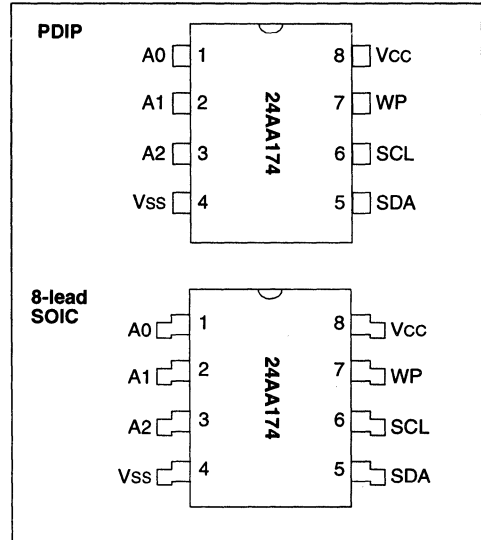 PDIP
A0 1 8 Vcc
A1 2 7 WP
A2 3 6 SCL
Vss 4 5 SDA
24AA174
8-lead
SOIC
A0 1 8 Vcc
A1 2 7 WP
A2 3 6 SCL
Vss 4 5 SDA
24AA174